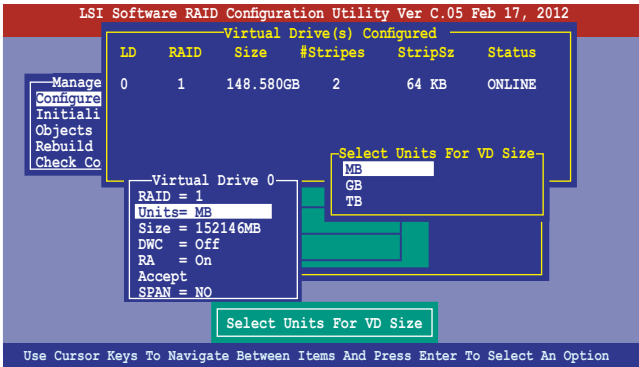 LSI Software RAID Configuration Utility Ver C.05 Feb 17, 2012
Virtual Drive(s) Configured
LD RAID Size #Stripes StripSz Status
0 1 148.580GB 2 64 KB ONLINE
Manage
Configure
Initiali
Objects
Rebuild
Check Co
Select Units For VD Size
MB
GB
TB
Virtual Drive 0
RAID = 1
Units= MB
Size = 152146MB
DWC = Off
RA = On
Accept
SPAN = NO
Select Units For VD Size
Use Cursor Keys To Navigate Between Items And Press Enter To Select An Option